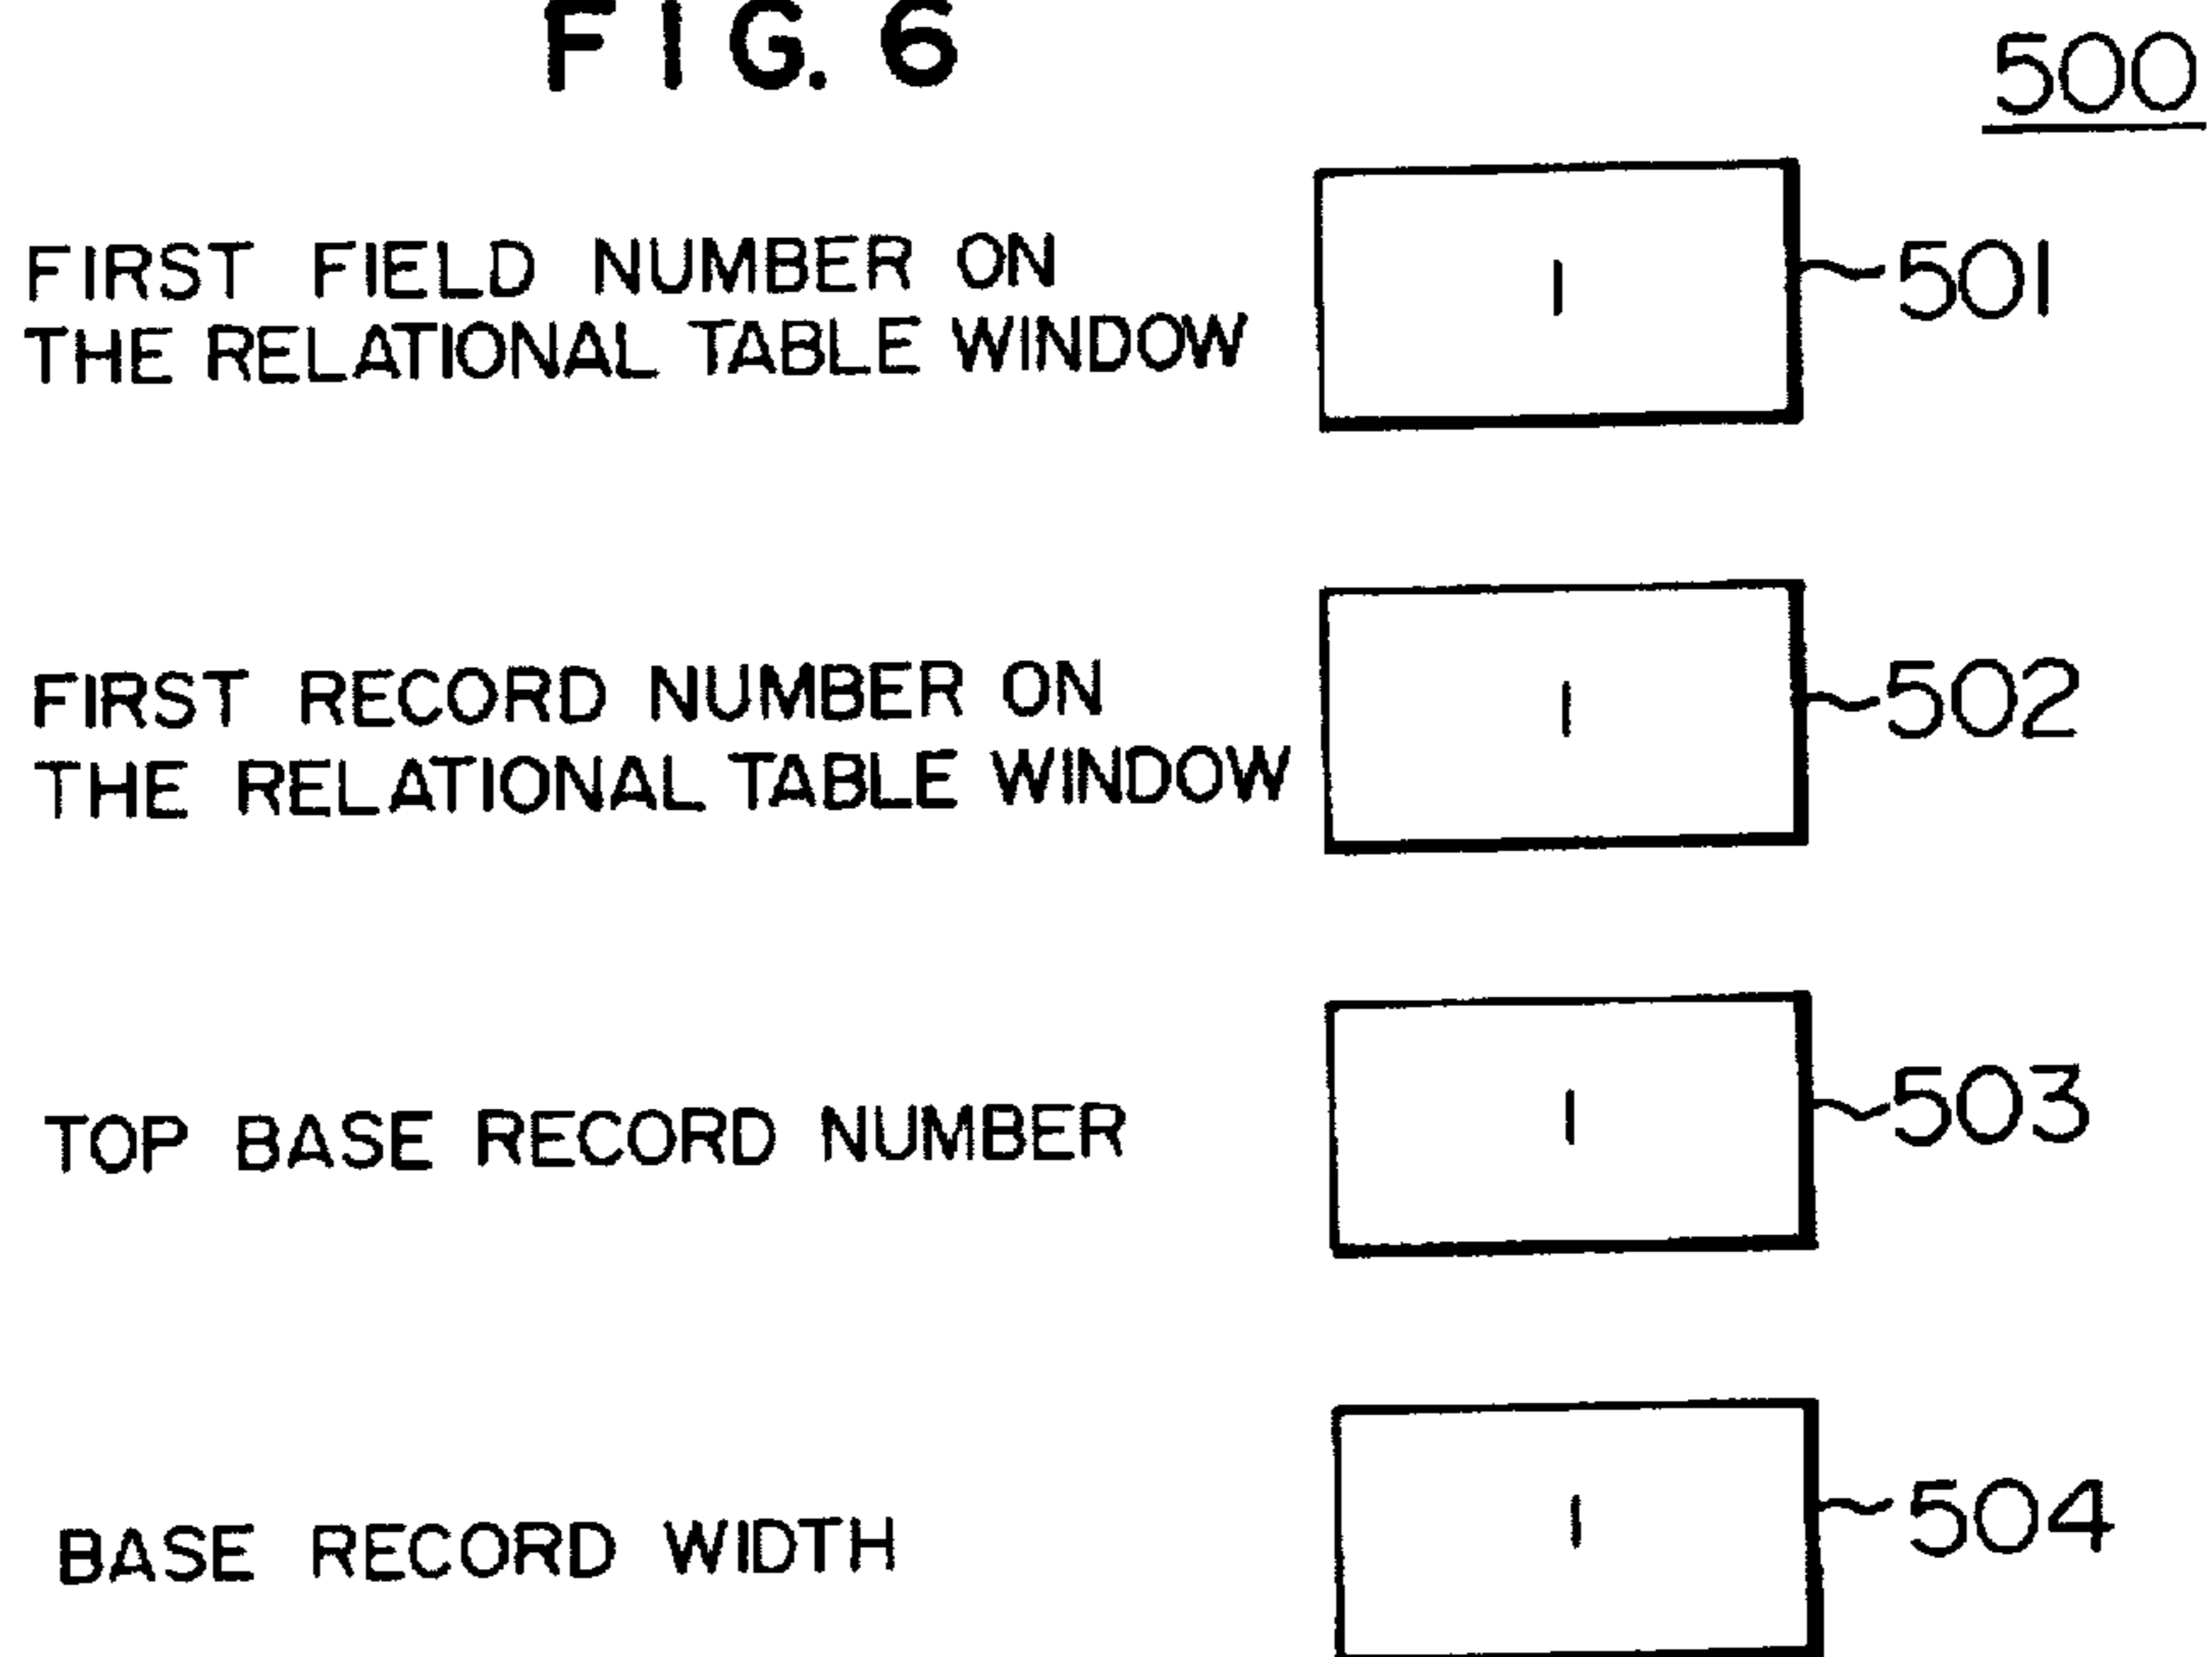 FIG. 6
500
FIRST FIELD NUMBER ON
THE RELATIONAL TABLE WINDOW
1
501
FIRST RECORD NUMBER ON
THE RELATIONAL TABLE WINDOW
1
502
TOP BASE RECORD NUMBER
1
503
BASE RECORD WIDTH
1
504